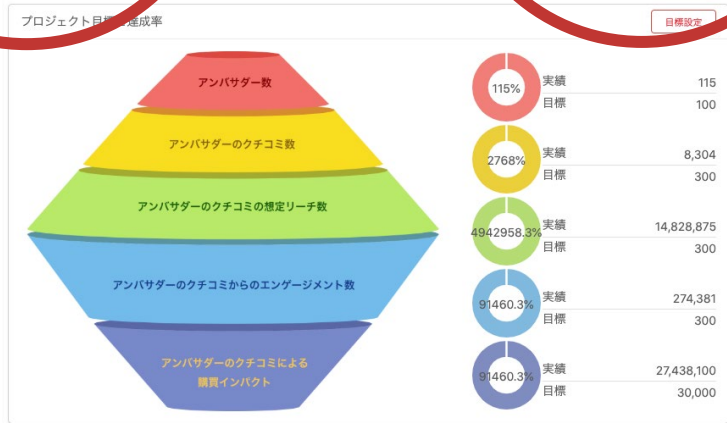 プロジェクト目標 達成率
目標設定
アンバサダー数
115%
実績 115
目標 100
アンバサダーのクチコミ数
2768%
実績 8,304
目標 300
アンバサダーのクチコミの想定リーチ数
4942958.3%
実績 14,828,875
目標 300
アンバサダーのクチコミからのエンゲージメント数
91460.3%
実績 274,381
目標 300
アンバサダーのクチコミによる
購買インパクト
91460.3%
実績 27,438,100
目標 30,000